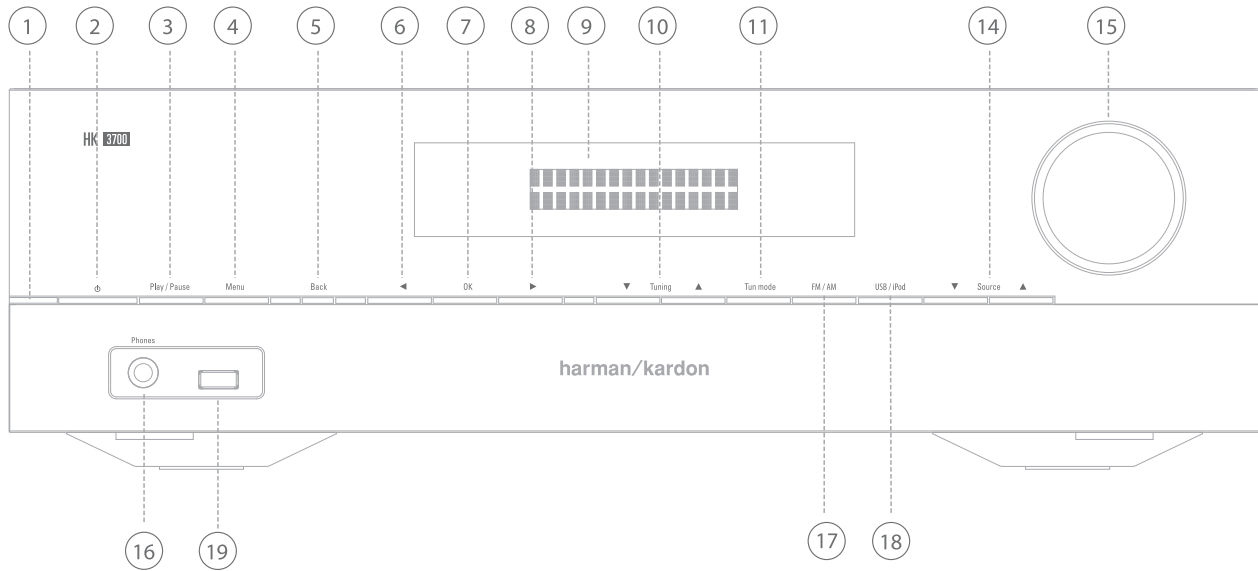 1 2 3 4 5 6 7 8 9 10 11 14 15
HK 3700
Play / Pause Menu Back ◀ OK ▶ ▼ Tuning ▲ Tun mode FM / AM USB / iPod ▼ Source ▲
Phones
harman/kardon
16 19 17 18